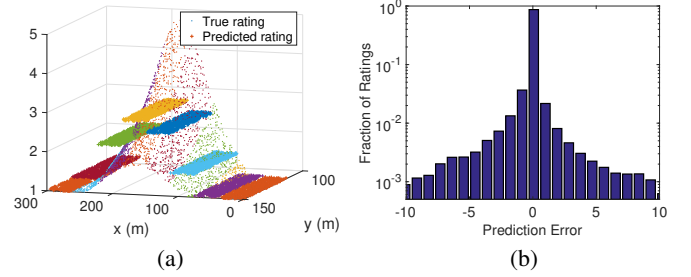 True rating
Predicted rating
5
4
3
2
1
300
200
100
0
x (m)
150
100
y (m)
(a)
10^0
10^-1
10^-2
10^-3
Fraction of Ratings
-10
-5
0
5
10
Prediction Error
(b)